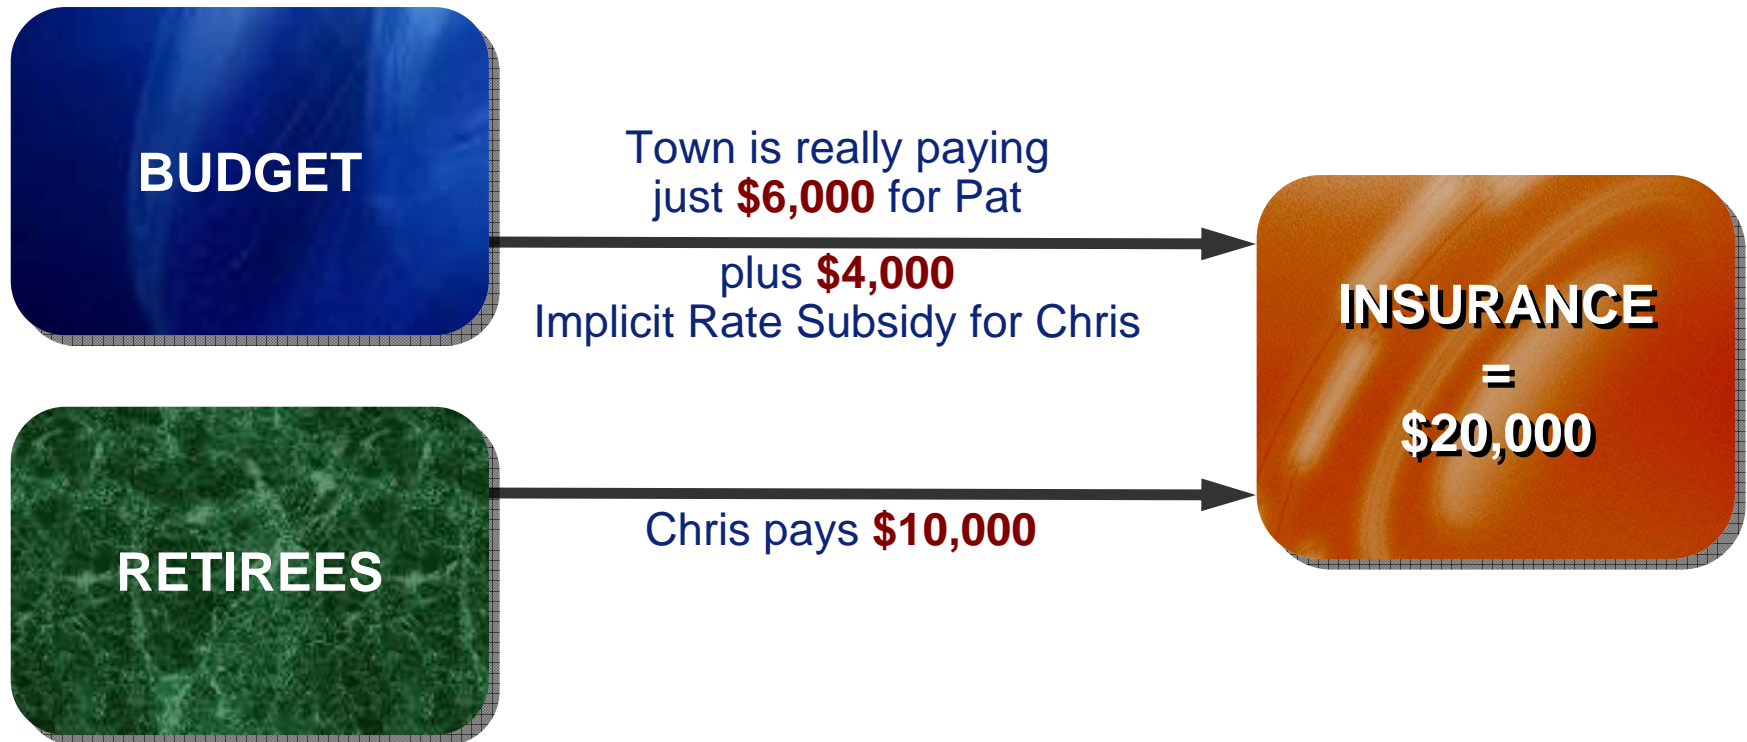 BUDGET
Town is really paying
just $6,000 for Pat
plus $4,000
Implicit Rate Subsidy for Chris
INSURANCE
=
$20,000
RETIREES
Chris pays $10,000